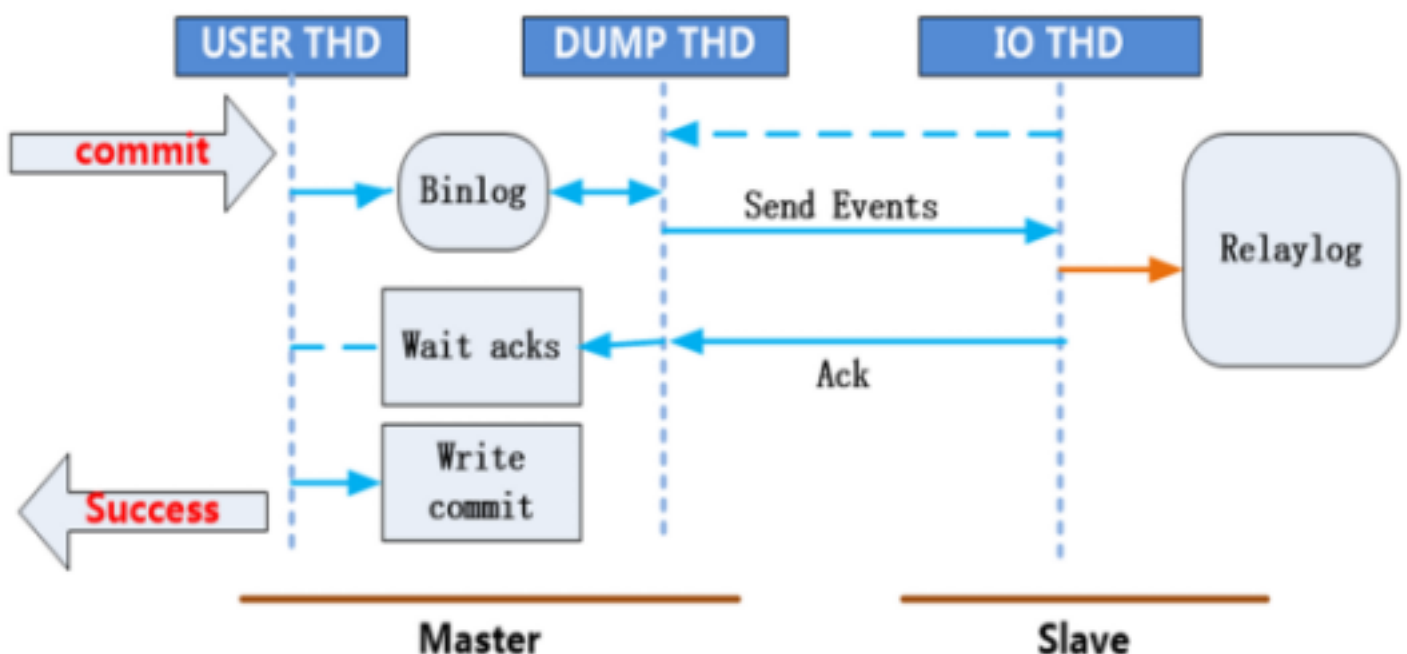 USER THD
DUMP THD
IO THD
commit
Binlog
Send Events
Relaylog
Wait acks
Ack
Write
commit
Success
Master
Slave